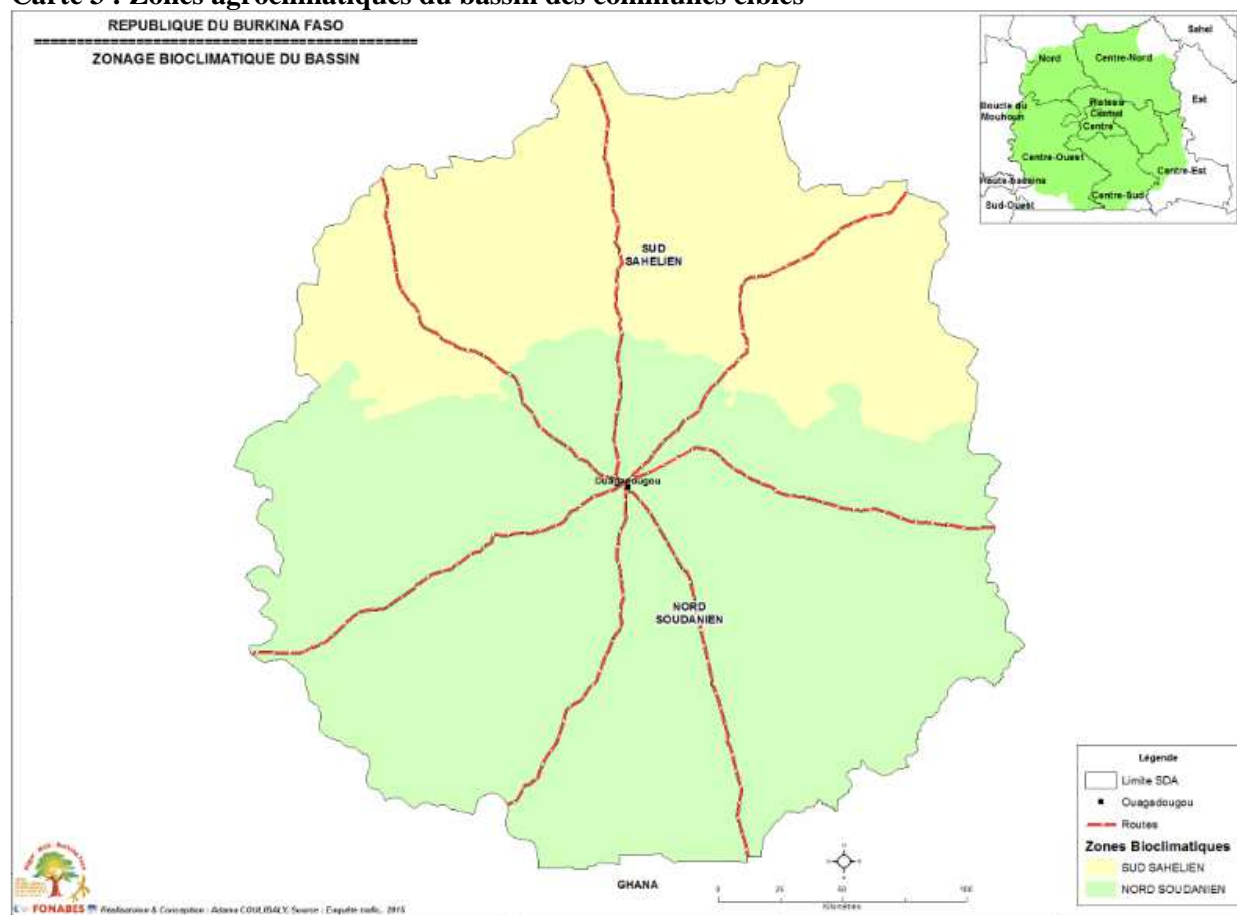 Carte 3 : Zones agroclimatiques du bassin des communes cibles
REPUBLIQUE DU BURKINA FASO
==============================================
ZONAGE BIOCLIMATIQUE DU BASSIN
Sahel
Nord
Centre-Nord
Est
Boucle du
Mouhoun
Plateau
Central
Centre
Centre-Ouest
Centre-Est
Haute-bassins
Centre-Sud
Sud-Ouest
SUD
SAHELIEN
Ouagadougou
NORD
SOUDANIEN
Légende
Limite SDA
Ouagadougou
Routes
Zones Bioclimatiques
SUD SAHELIEN
NORD SOUDANIEN
GHANA
0 25 50 100
Kilomètres
FONABES Réalisation & Conception : Adama COULIBALY, Source : Enquête trafic, 2015